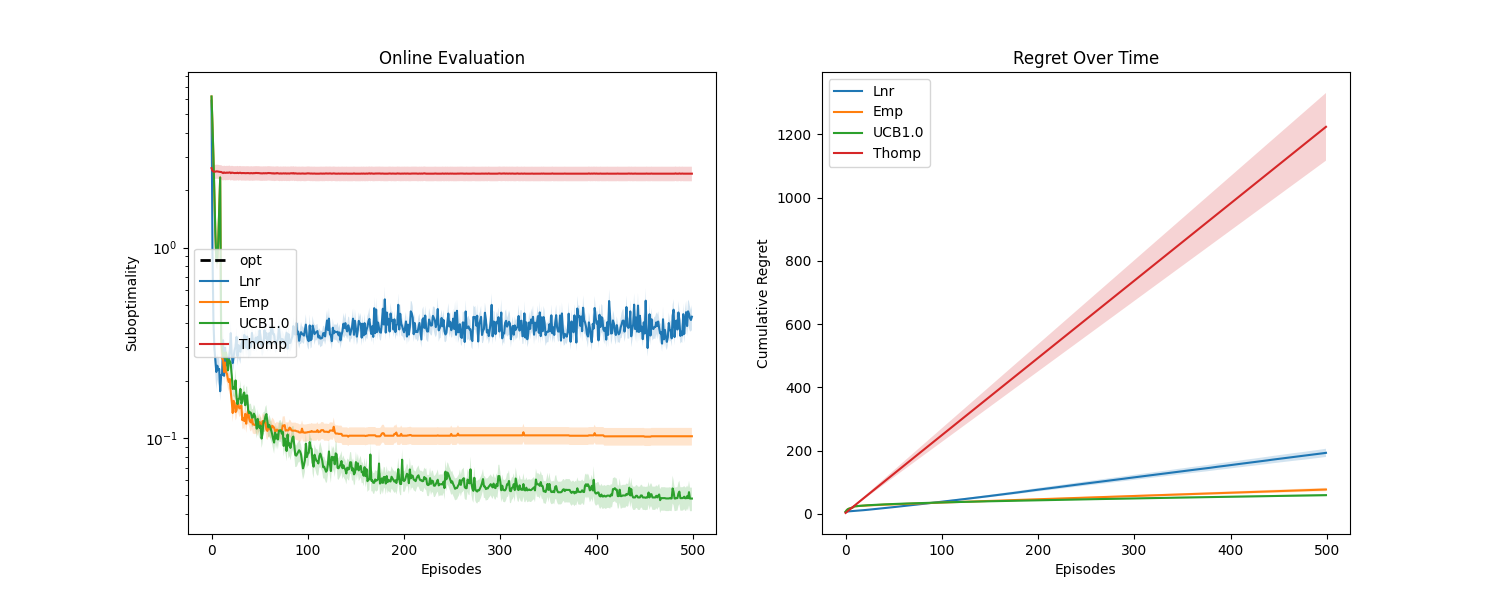 Online Evaluation
Suboptimality
10⁰
10⁻¹
opt
Lnr
Emp
UCB1.0
Thomp
0 100 200 300 400 500
Episodes
Regret Over Time
Cumulative Regret
Lnr
Emp
UCB1.0
Thomp
1200
1000
800
600
400
200
0
0 100 200 300 400 500
Episodes